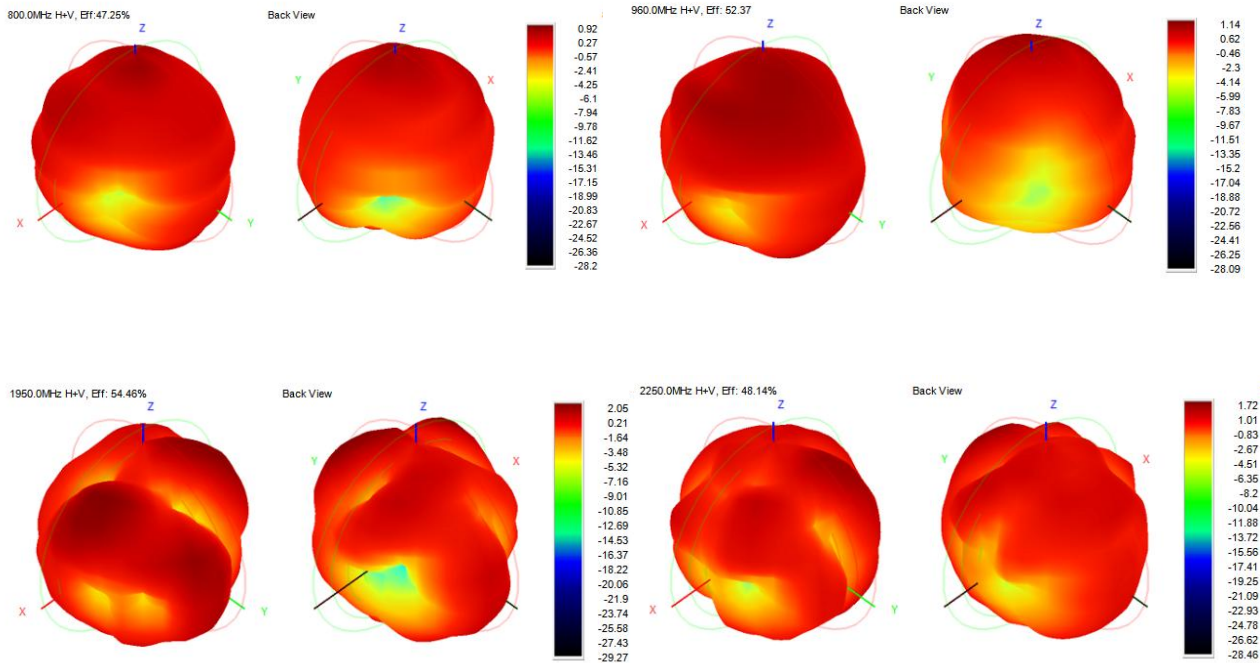 800.0MHz H+V, Eff:47.25%
Back View
Z
Z
Y
X
X
Y
0.92
0.27
-0.57
-2.41
-4.25
-6.1
-7.94
-9.78
-11.62
-13.46
-15.31
-17.15
-18.99
-20.83
-22.67
-24.52
-26.36
-28.2
960.0MHz H+V, Eff: 52.37
Back View
Z
Z
Y
X
X
Y
1.14
0.62
-0.46
-2.3
-4.14
-5.99
-7.83
-9.67
-11.51
-13.35
-15.2
-17.04
-18.88
-20.72
-22.56
-24.41
-26.25
-28.09
1950.0MHz H+V, Eff: 54.46%
Back View
Z
Z
Y
X
X
Y
2.05
0.21
-1.64
-3.48
-5.32
-7.16
-9.01
-10.85
-12.69
-14.53
-16.37
-18.22
-20.06
-21.9
-23.74
-25.58
-27.43
-29.27
2250.0MHz H+V, Eff: 48.14%
Back View
Z
Z
Y
X
X
Y
1.72
1.01
-0.83
-2.67
-4.51
-6.35
-8.2
-10.04
-11.88
-13.72
-15.56
-17.41
-19.25
-21.09
-22.93
-24.78
-26.62
-28.46